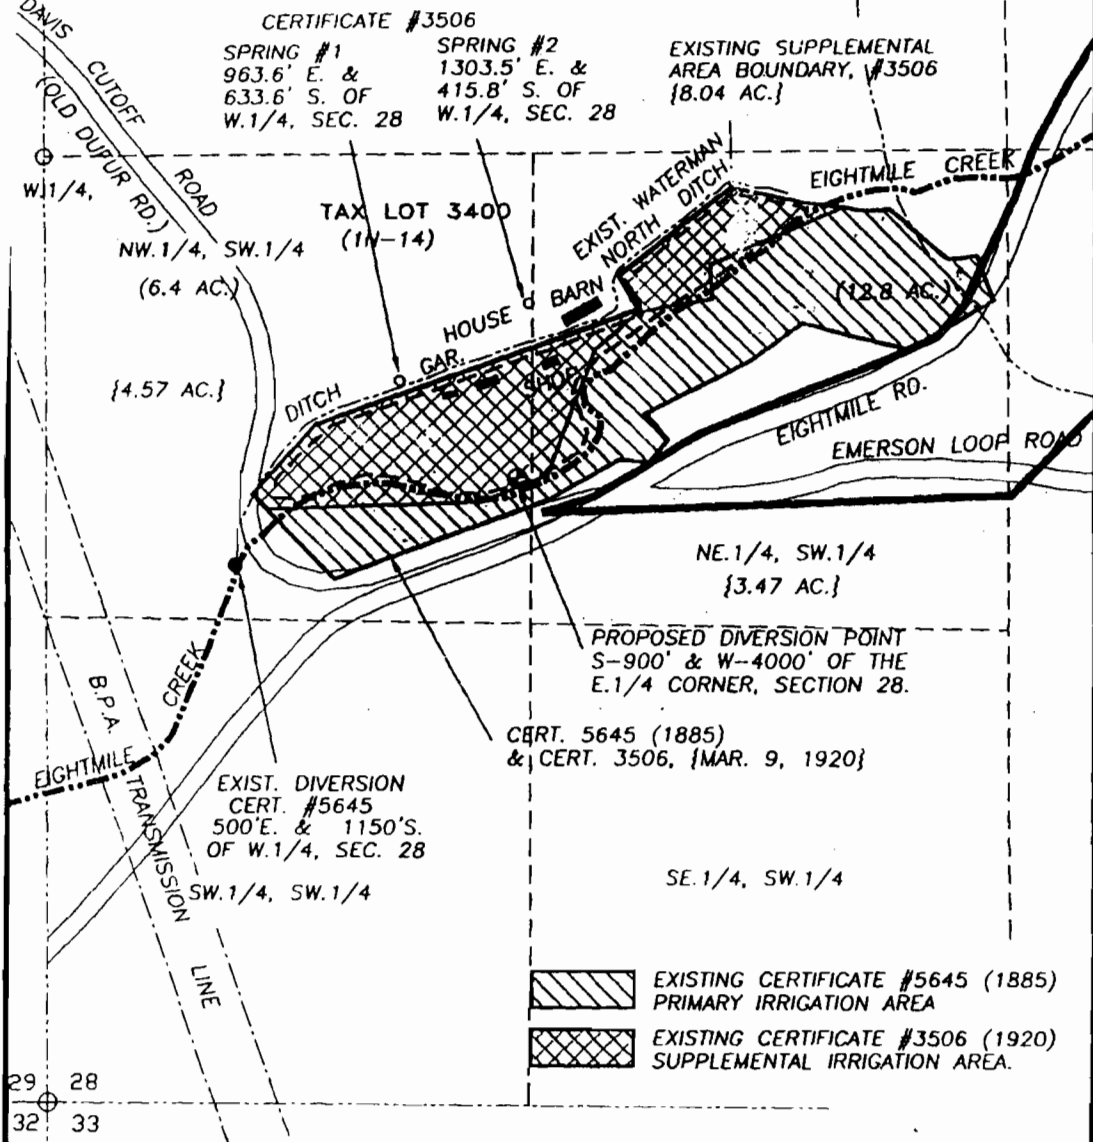 CERTIFICATE #3506
SPRING #1
963.6' E. &
633.6' S. OF
W.1/4, SEC. 28
SPRING #2
1303.5' E. &
415.8' S. OF
W.1/4, SEC. 28
EXISTING SUPPLEMENTAL
AREA BOUNDARY, #3506
{8.04 AC.}
DAVIS
CUTOFF
ROAD
(OLD DUFUR RD.)
W.1/4,
TAX LOT 3400
(1N-14)
NW.1/4, SW.1/4
(6.4 AC.)
{4.57 AC.}
EXIST. WATERMAN
NORTH DITCH.
EIGHTMILE CREEK
(12.8 AC.)
BARN
HOUSE
GAR.
SHOP
DITCH
EIGHTMILE RD.
EMERSON LOOP ROAD
NE.1/4, SW.1/4
{3.47 AC.}
PROPOSED DIVERSION POINT
S-900' & W-4000' OF THE
E.1/4 CORNER, SECTION 28.
CERT. 5645 (1885)
& CERT. 3506, {MAR. 9, 1920}
EIGHTMILE
CREEK
B.P.A.
TRANSMISSION
LINE
EXIST. DIVERSION
CERT. #5645
500'E. & 1150'S.
OF W.1/4, SEC. 28
SW.1/4, SW.1/4
SE.1/4, SW.1/4
EXISTING CERTIFICATE #5645 (1885)
PRIMARY IRRIGATION AREA
EXISTING CERTIFICATE #3506 (1920)
SUPPLEMENTAL IRRIGATION AREA.
29 28
32 33